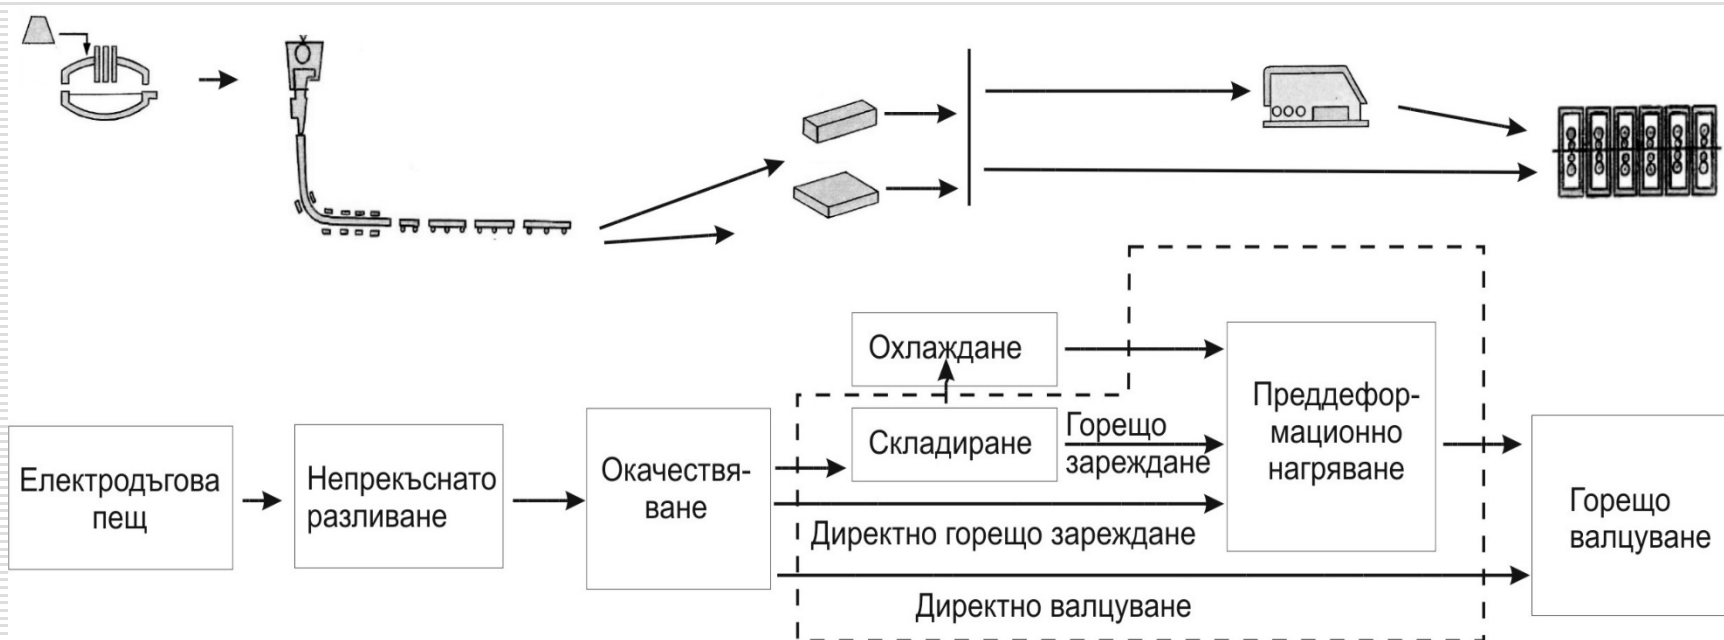 Електродъгова
пещ
Непрекъснато
разливане
Окачествя-
ване
Охлаждане
Складиране
Горещо
зареждане
Директно горещо зареждане
Директно валцуване
Преддефор-
мационно
нагряване
Горещо
валцуване